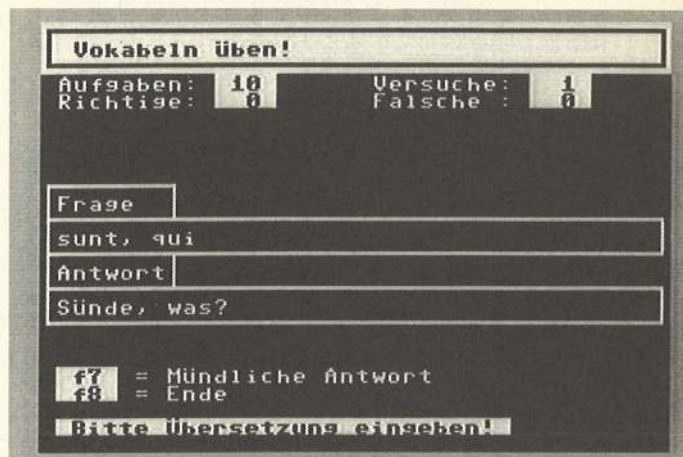 Vokabeln üben!
Aufgaben: 10 Versuche: 1
Richtige: 0 Falsche : 0
Frage
sunt, qui
Antwort
Sünde, was?
f7 = Mündliche Antwort
f8 = Ende
Bitte Übersetzung eingeben!